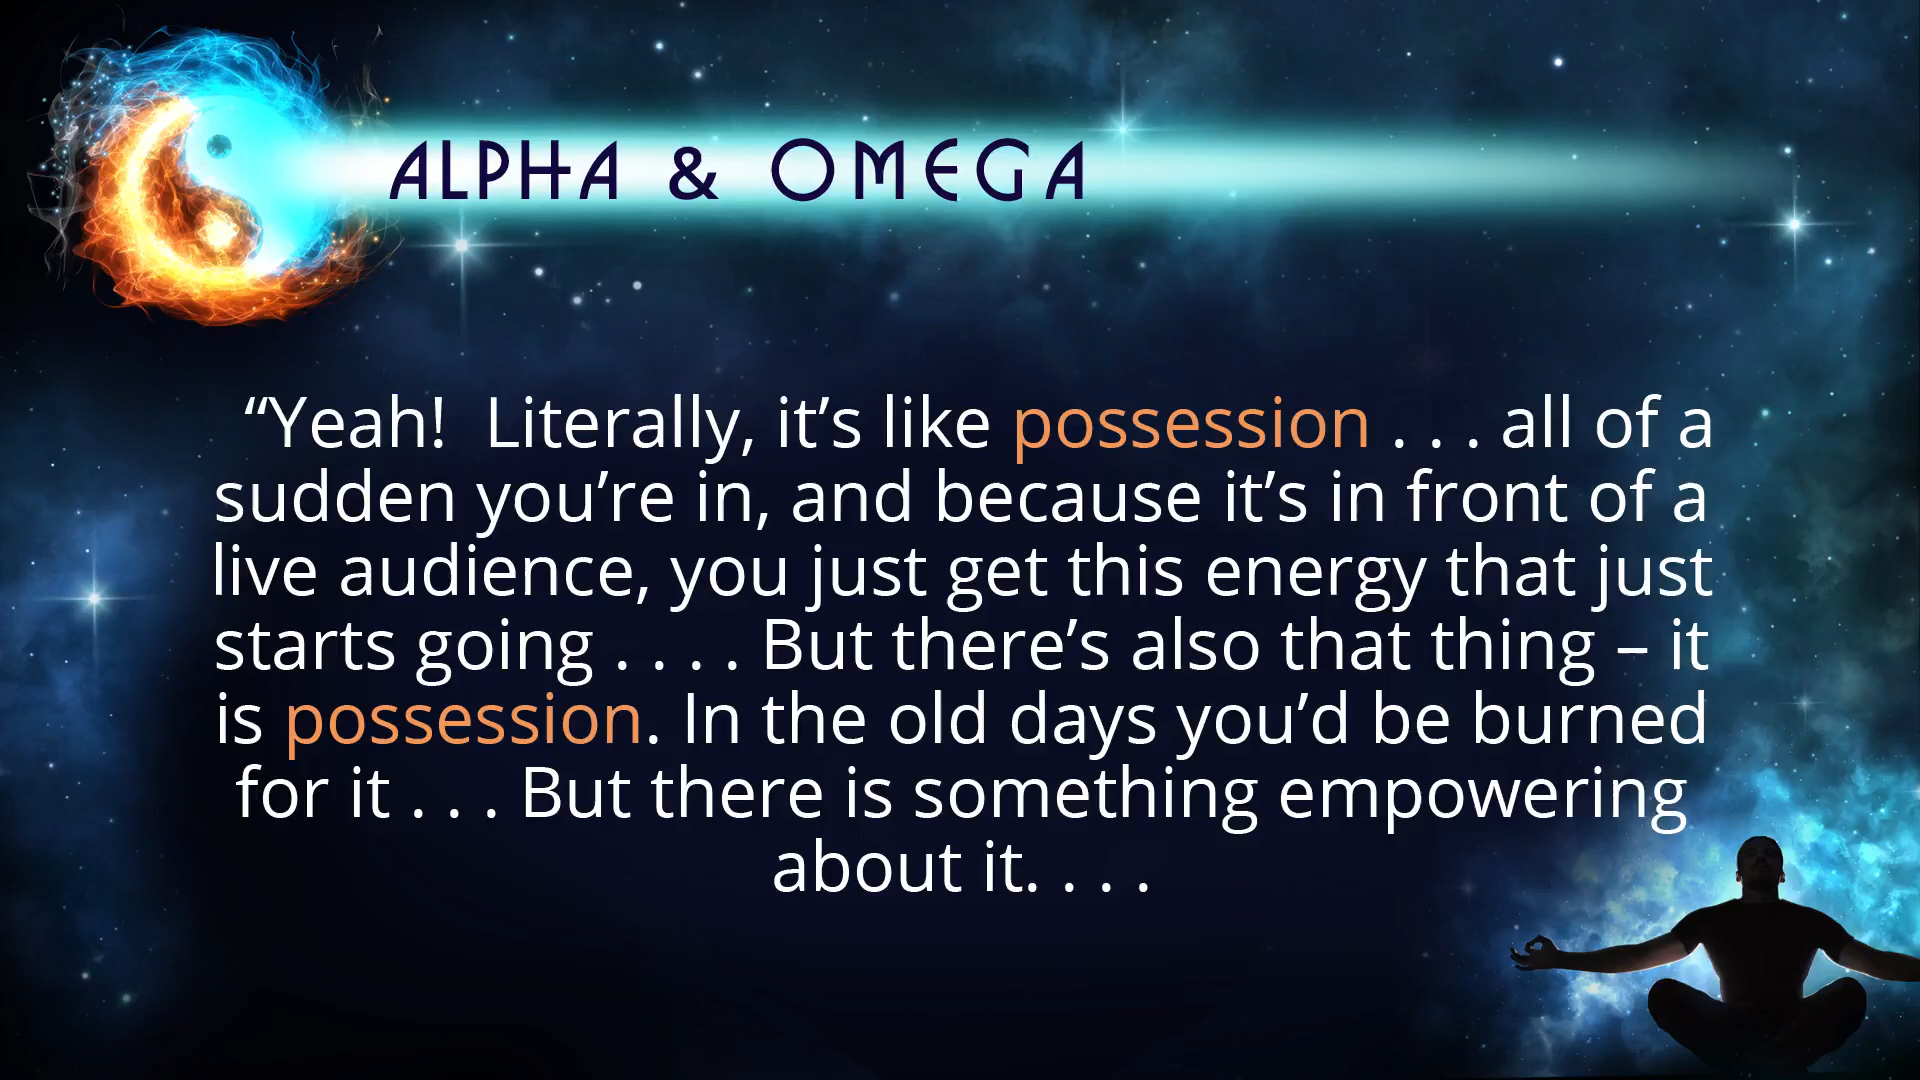 ALPHA & OMEGA
“Yeah!  Literally, it’s like possession . . . all of a
sudden you’re in, and because it’s in front of a
live audience, you just get this energy that just
starts going . . . . But there’s also that thing – it
is possession. In the old days you’d be burned
for it . . . But there is something empowering
about it. . . .